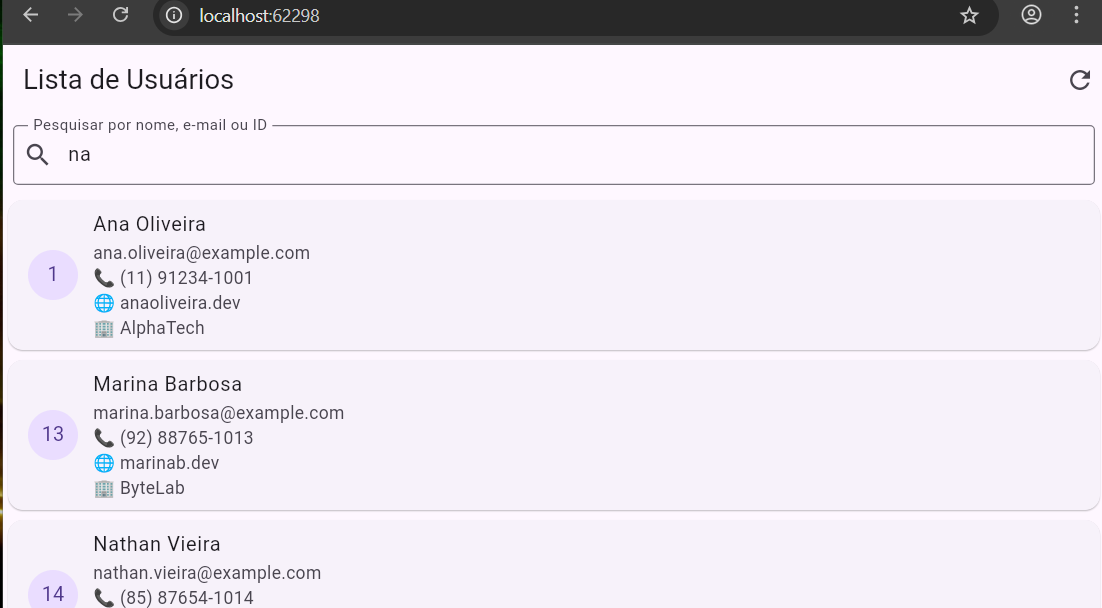 localhost:62298
Lista de Usuários
Pesquisar por nome, e-mail ou ID
na
Ana Oliveira
ana.oliveira@example.com
1
📞 (11) 91234-1001
🌐 anaoliveira.dev
🏢 AlphaTech
Marina Barbosa
marina.barbosa@example.com
13
📞 (92) 88765-1013
🌐 marinab.dev
🏢 ByteLab
Nathan Vieira
nathan.vieira@example.com
14
📞 (85) 87654-1014